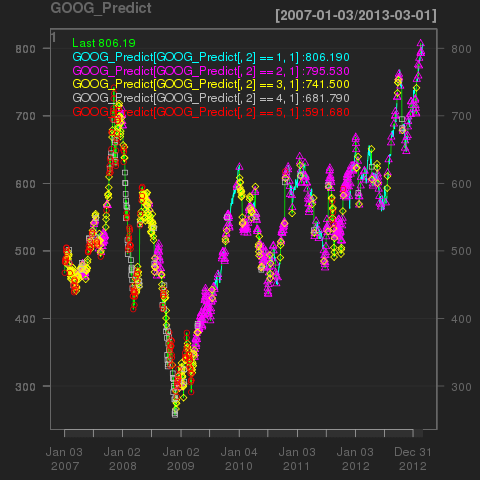 GOOG_Predict
[2007-01-03/2013-03-01]
1
Last 806.19
GOOG_Predict[GOOG_Predict[, 2] == 1, 1] :806.190
GOOG_Predict[GOOG_Predict[, 2] == 2, 1] :795.530
GOOG_Predict[GOOG_Predict[, 2] == 3, 1] :741.500
GOOG_Predict[GOOG_Predict[, 2] == 4, 1] :681.790
GOOG_Predict[GOOG_Predict[, 2] == 5, 1] :591.680
800 800
700 700
600 600
500 500
400 400
300 300
Jan 03 Jan 02 Jan 02 Jan 04 Jan 03 Jan 03 Dec 31
2007 2008 2009 2010 2011 2012 2012